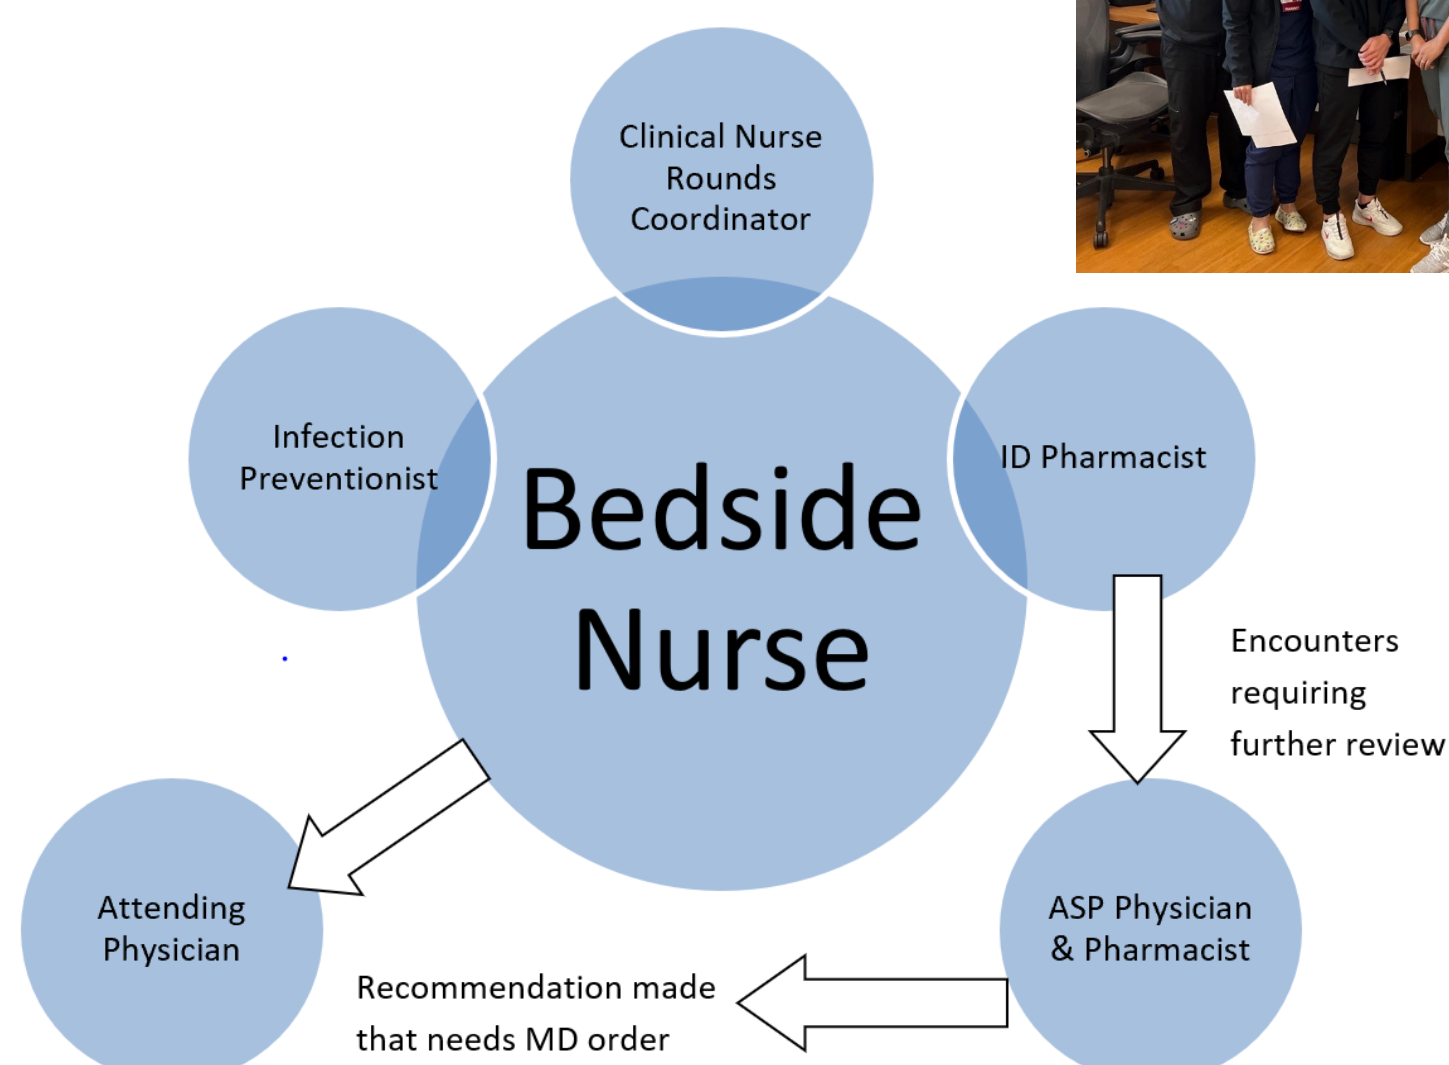 Clinical Nurse
Rounds
Coordinator
Infection
Preventionist
ID Pharmacist
Bedside
Nurse
Encounters
requiring
further review
Attending
Physician
ASP Physician
& Pharmacist
Recommendation made
that needs MD order